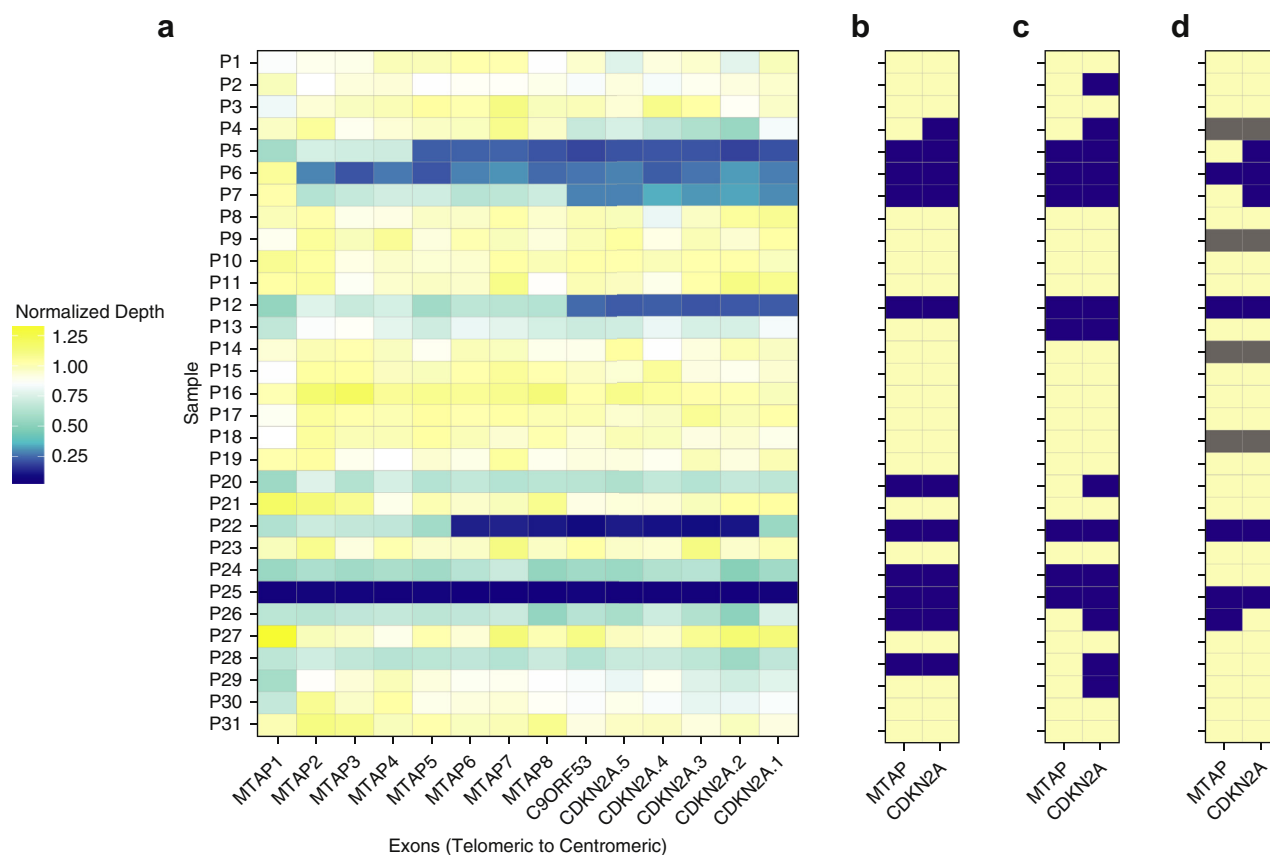 a
b
c
d
P1
P2
P3
P4
P5
P6
P7
P8
P9
P10
P11
P12
P13
P14
P15
P16
P17
P18
P19
P20
P21
P22
P23
P24
P25
P26
P27
P28
P29
P30
P31
Sample
Normalized Depth
1.25
1.00
0.75
0.50
0.25
MTAP1
MTAP2
MTAP3
MTAP4
MTAP5
MTAP6
MTAP7
MTAP8
C9ORF53
CDKN2A.5
CDKN2A.4
CDKN2A.3
CDKN2A.2
CDKN2A.1
Exons (Telomeric to Centromeric)
MTAP
CDKN2A
MTAP
CDKN2A
MTAP
CDKN2A